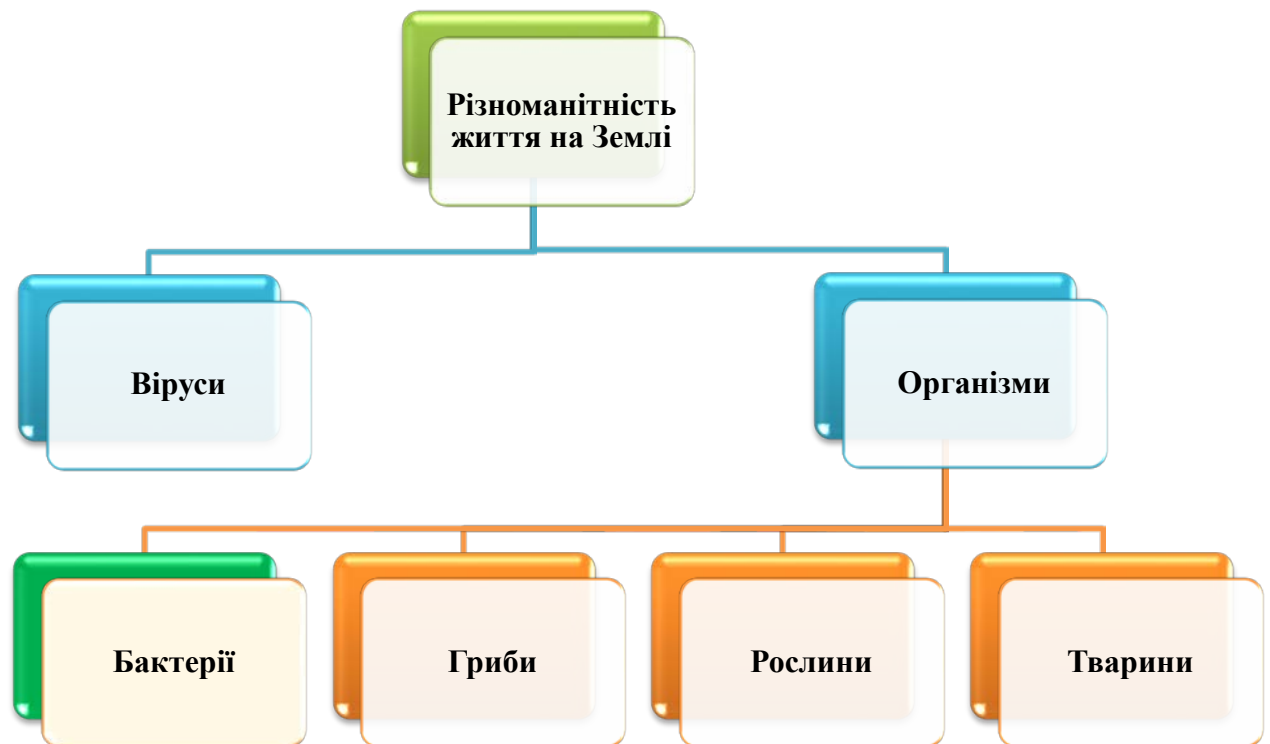 Різноманітність
життя на Землі
Віруси
Організми
Бактерії
Гриби
Рослини
Тварини